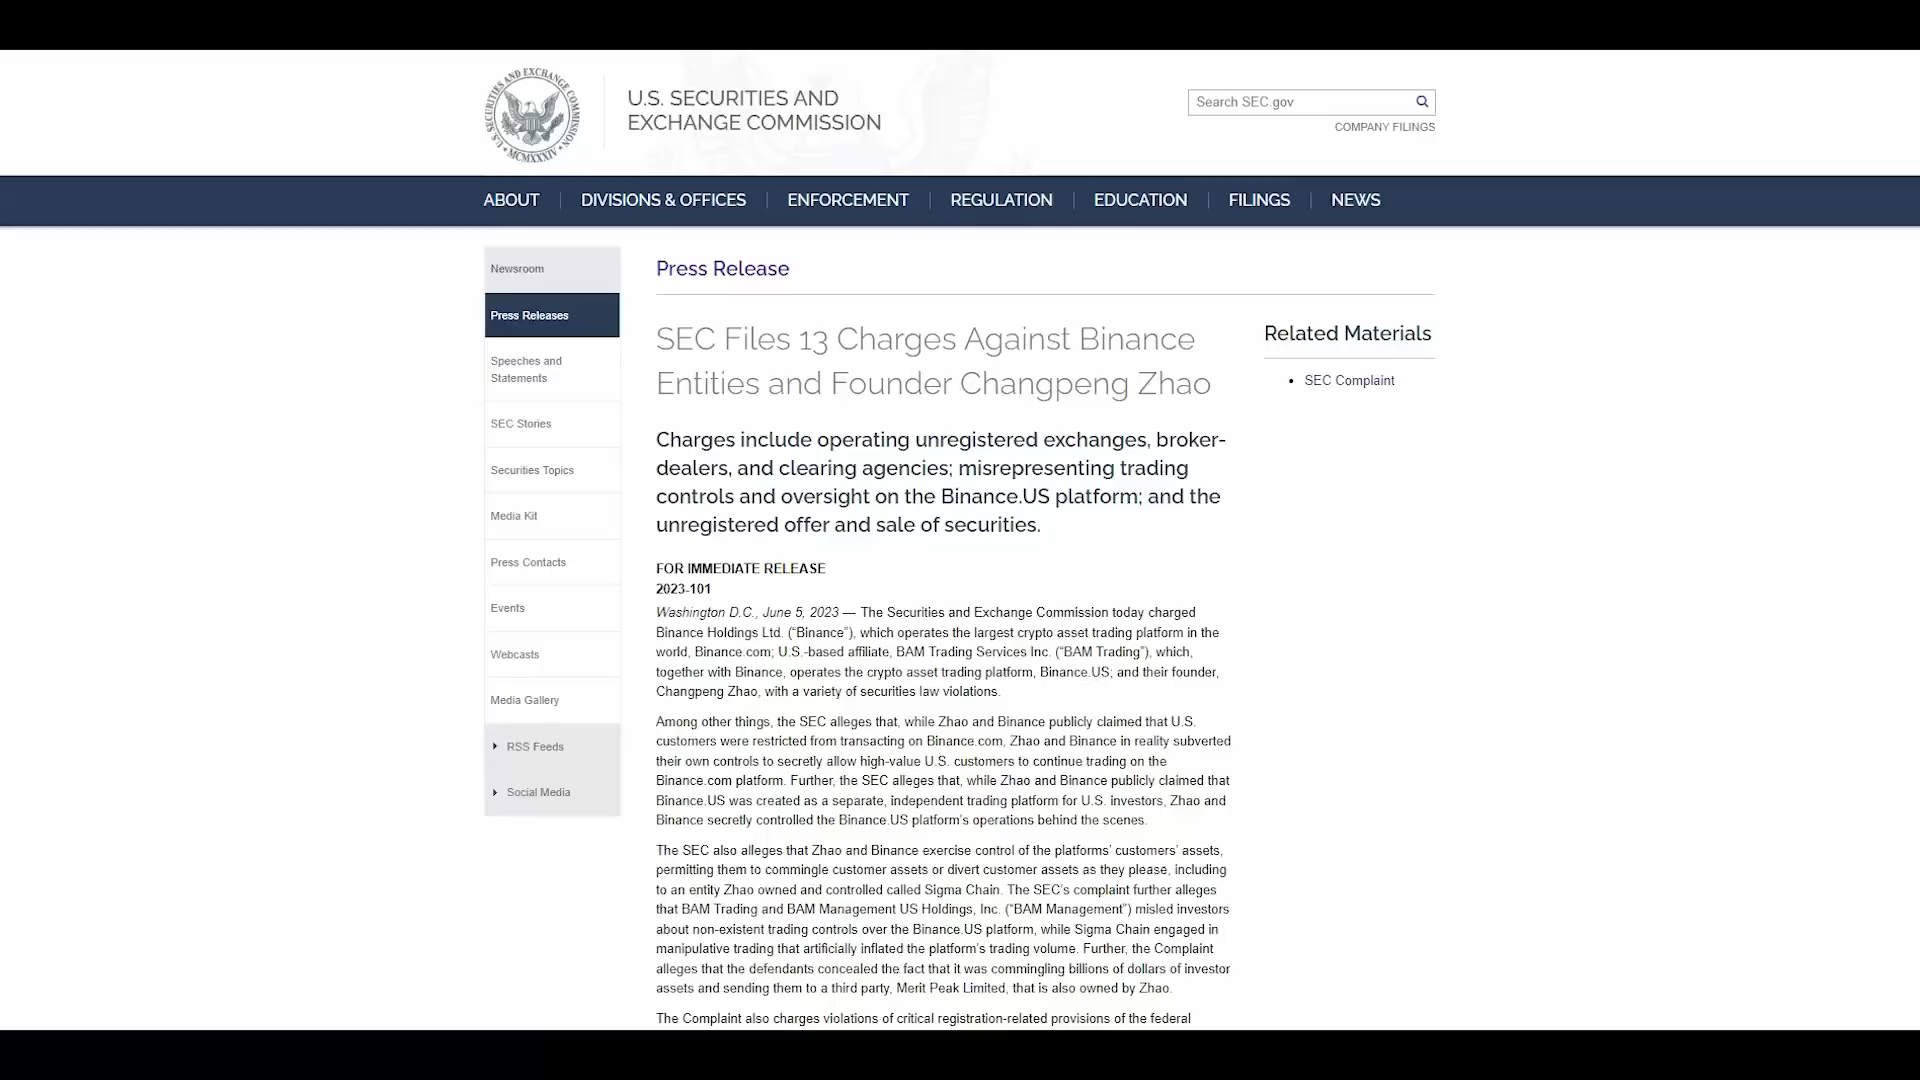 U.S. SECURITIES AND EXCHANGE COMMISSION
MCMXXXIV
U.S. SECURITIES AND
EXCHANGE COMMISSION
Search SEC.gov
COMPANY FILINGS
ABOUT
DIVISIONS & OFFICES
ENFORCEMENT
REGULATION
EDUCATION
FILINGS
NEWS
Newsroom
Press Releases
Speeches and
Statements
SEC Stories
Securities Topics
Media Kit
Press Contacts
Events
Webcasts
Media Gallery
RSS Feeds
Social Media
Press Release
SEC Files 13 Charges Against Binance
Entities and Founder Changpeng Zhao
Charges include operating unregistered exchanges, broker-
dealers, and clearing agencies; misrepresenting trading
controls and oversight on the Binance.US platform; and the
unregistered offer and sale of securities.
FOR IMMEDIATE RELEASE
2023-101
Washington D.C., June 5, 2023 — The Securities and Exchange Commission today charged
Binance Holdings Ltd. (“Binance”), which operates the largest crypto asset trading platform in the
world, Binance.com; U.S.-based affiliate, BAM Trading Services Inc. (“BAM Trading”), which,
together with Binance, operates the crypto asset trading platform, Binance.US; and their founder,
Changpeng Zhao, with a variety of securities law violations.
Among other things, the SEC alleges that, while Zhao and Binance publicly claimed that U.S.
customers were restricted from transacting on Binance.com, Zhao and Binance in reality subverted
their own controls to secretly allow high-value U.S. customers to continue trading on the
Binance.com platform. Further, the SEC alleges that, while Zhao and Binance publicly claimed that
Binance.US was created as a separate, independent trading platform for U.S. investors, Zhao and
Binance secretly controlled the Binance.US platform’s operations behind the scenes.
The SEC also alleges that Zhao and Binance exercise control of the platforms’ customers’ assets,
permitting them to commingle customer assets or divert customer assets as they please, including
to an entity Zhao owned and controlled called Sigma Chain. The SEC’s complaint further alleges
that BAM Trading and BAM Management US Holdings, Inc. (“BAM Management”) misled investors
about non-existent trading controls over the Binance.US platform, while Sigma Chain engaged in
manipulative trading that artificially inflated the platform’s trading volume. Further, the Complaint
alleges that the defendants concealed the fact that it was commingling billions of dollars of investor
assets and sending them to a third party, Merit Peak Limited, that is also owned by Zhao.
The Complaint also charges violations of critical registration-related provisions of the federal
Related Materials
SEC Complaint